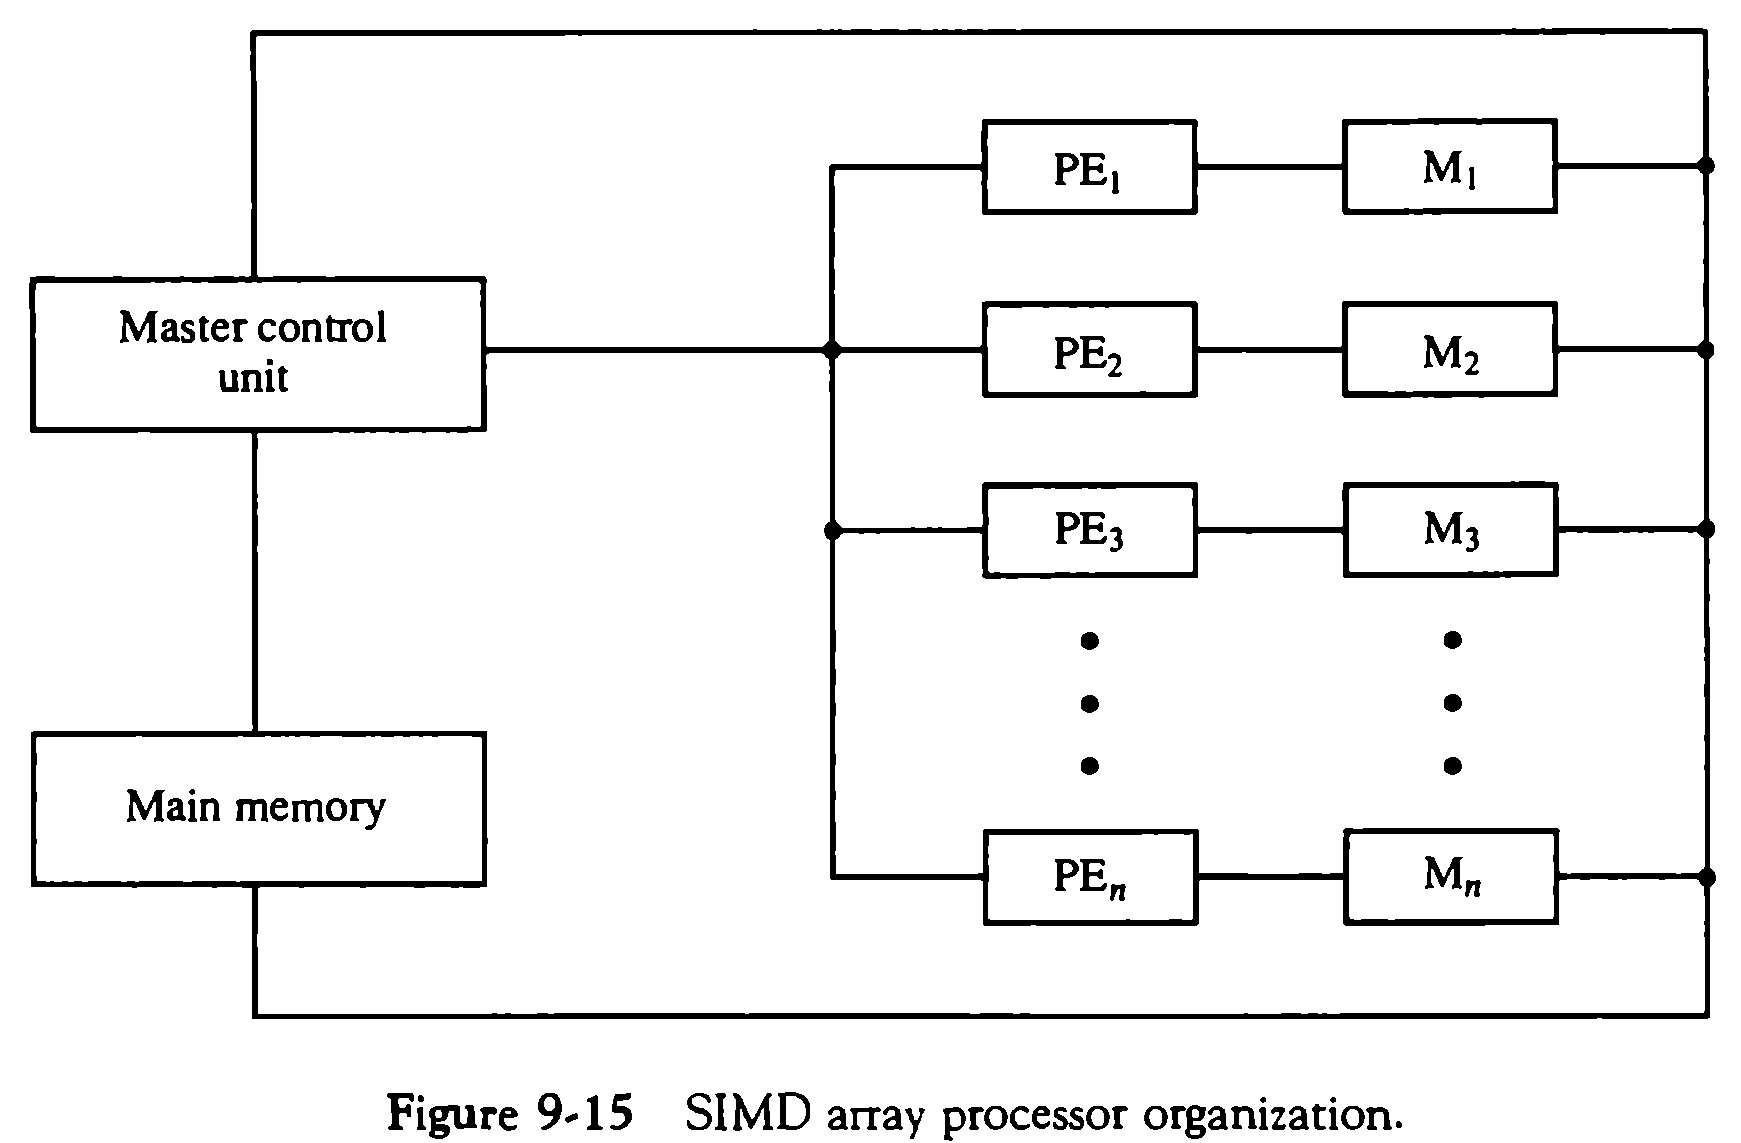 PE₁
M₁
Master control
unit
PE₂
M₂
PE₃
M₃
Main memory
PEₙ
Mₙ
Figure 9-15 SIMD array processor organization.